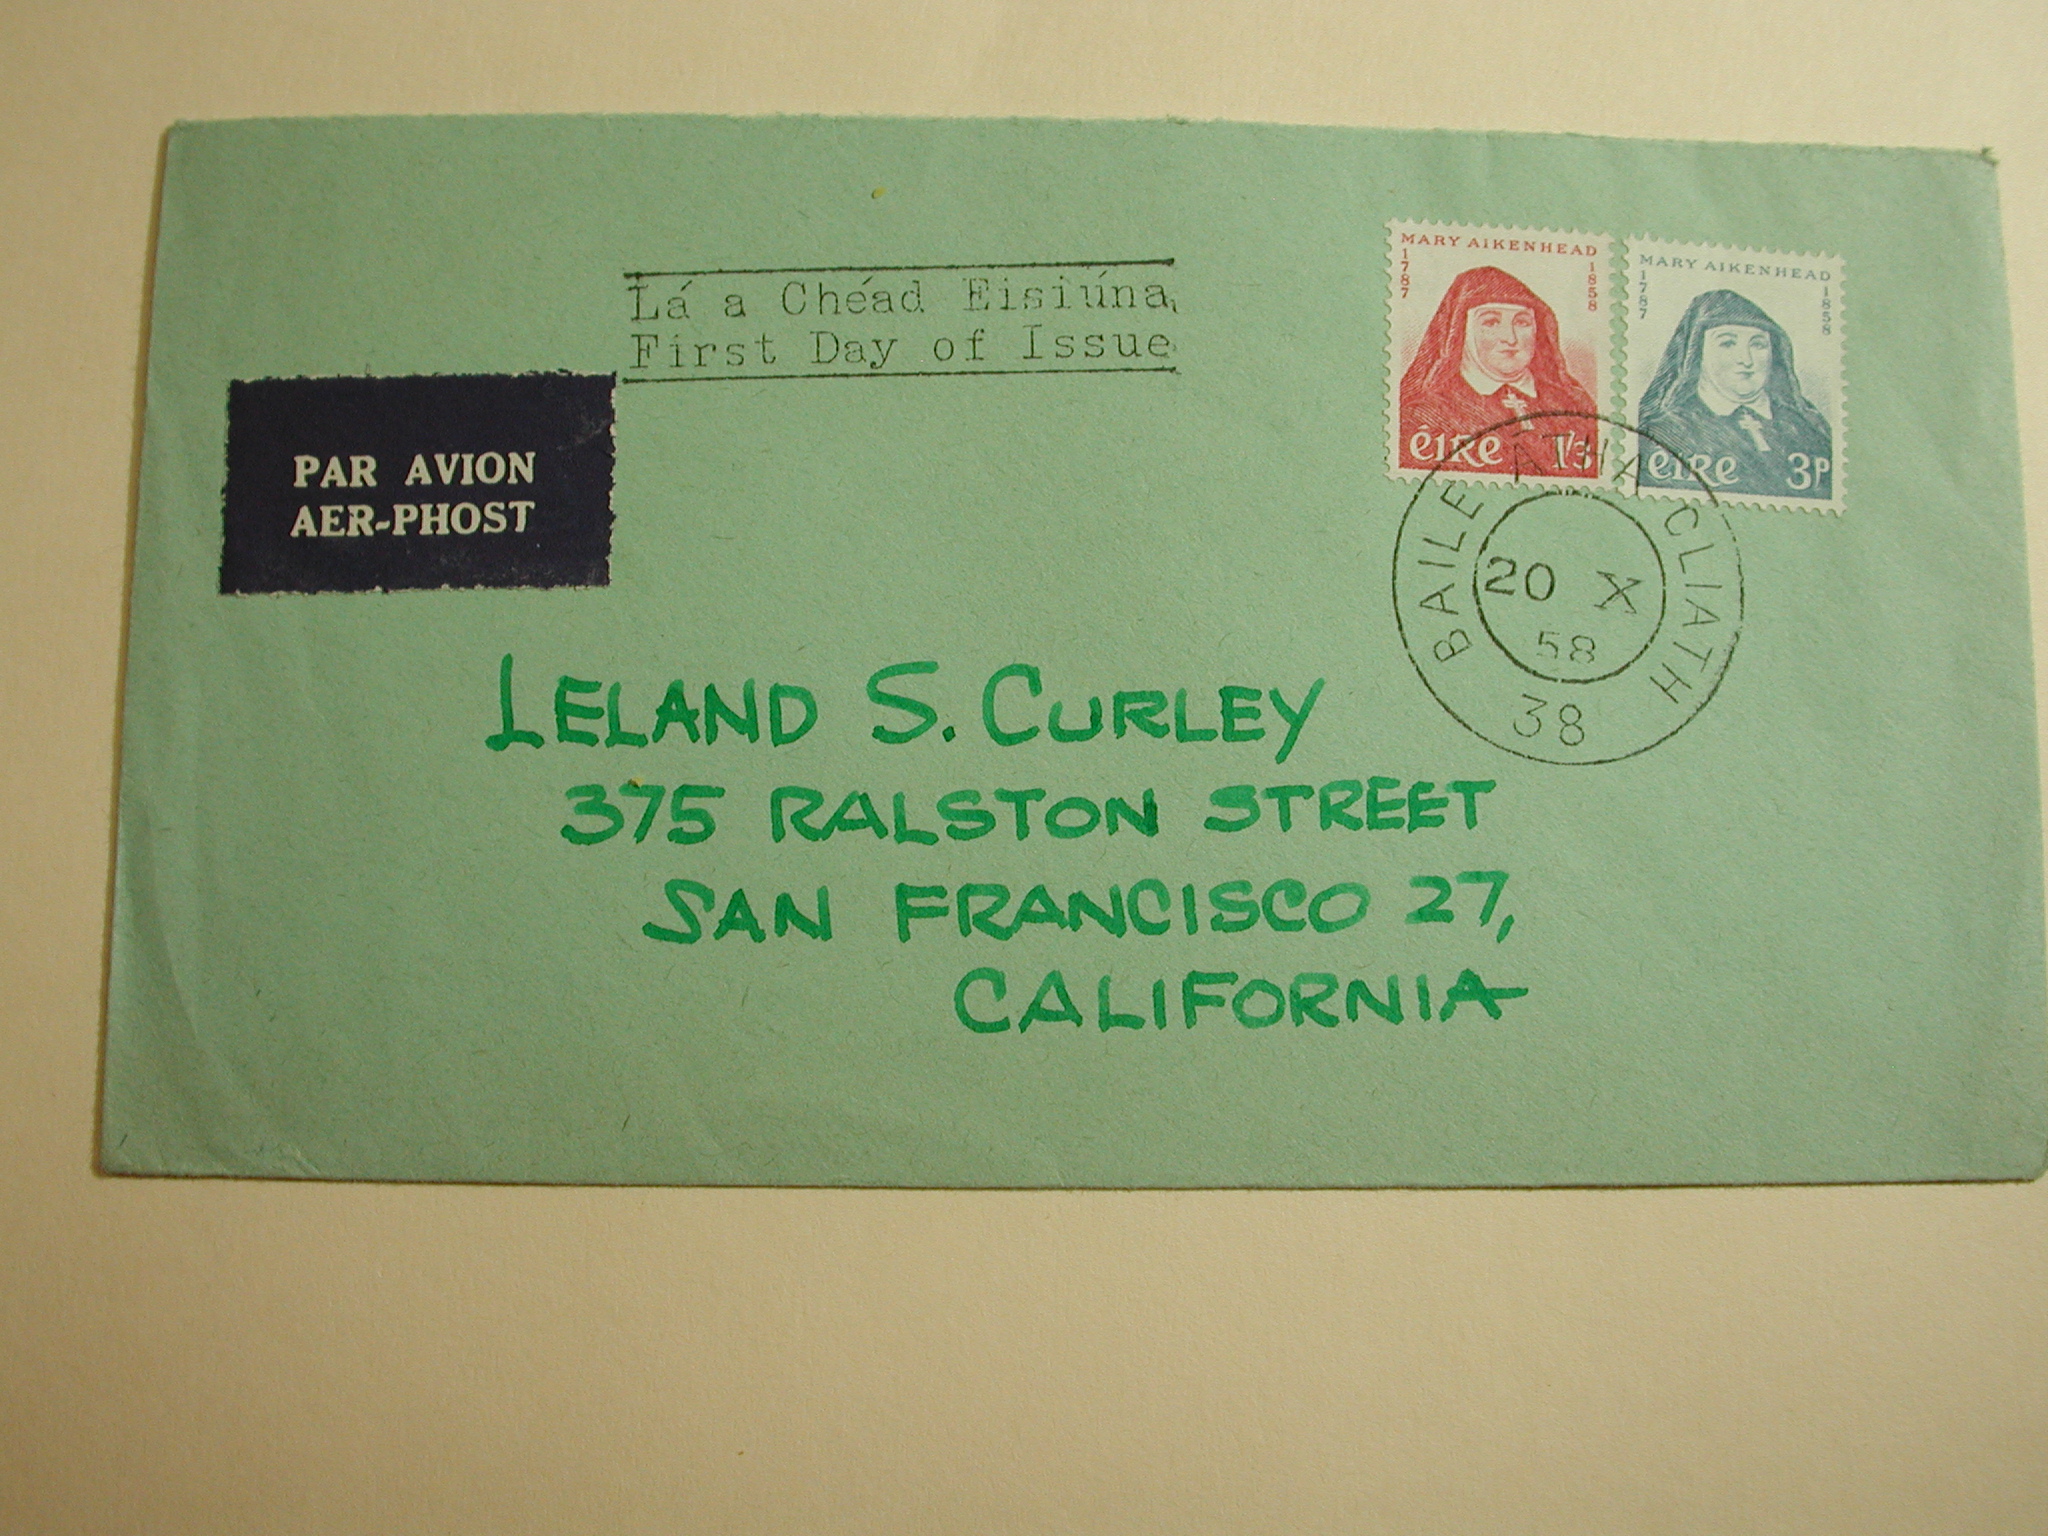 Lá a Chéad Eisiúna,
First Day of Issue
MARY AIKENHEAD
1787
1858
ÉIRE 1/3
MARY AIKENHEAD
1787
1858
ÉIRE 3P
PAR AVION
AER-PHOST
BAILE ÁTHA CLIATH
20 X
58
38
LELAND S. CURLEY
375 RALSTON STREET
SAN FRANCISCO 27,
CALIFORNIA